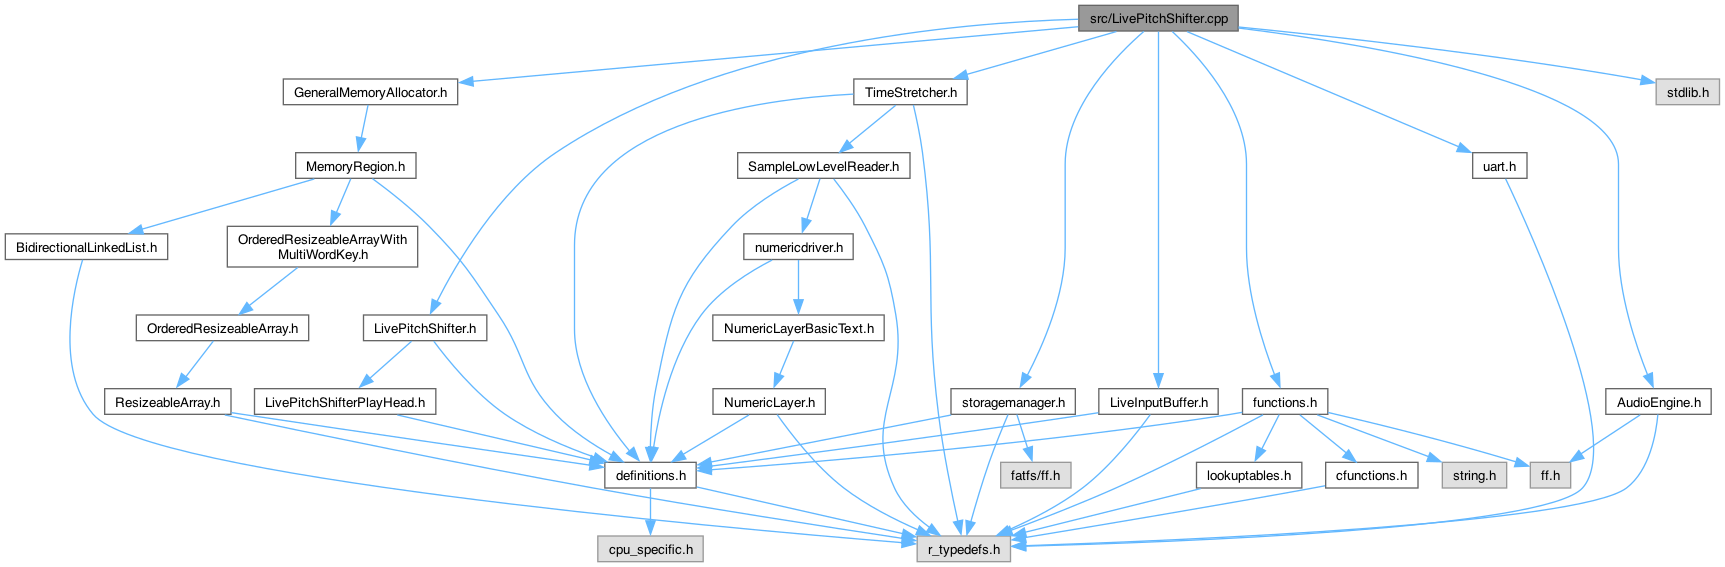 src/LivePitchShifter.cpp
GeneralMemoryAllocator.h
TimeStretcher.h
stdlib.h
MemoryRegion.h
SampleLowLevelReader.h
uart.h
BidirectionalLinkedList.h
OrderedResizeableArrayWith
MultiWordKey.h
numericdriver.h
OrderedResizeableArray.h
LivePitchShifter.h
NumericLayerBasicText.h
ResizeableArray.h
LivePitchShifterPlayHead.h
NumericLayer.h
storagemanager.h
LiveInputBuffer.h
functions.h
AudioEngine.h
definitions.h
fatfs/ff.h
lookuptables.h
cfunctions.h
string.h
ff.h
cpu_specific.h
r_typedefs.h